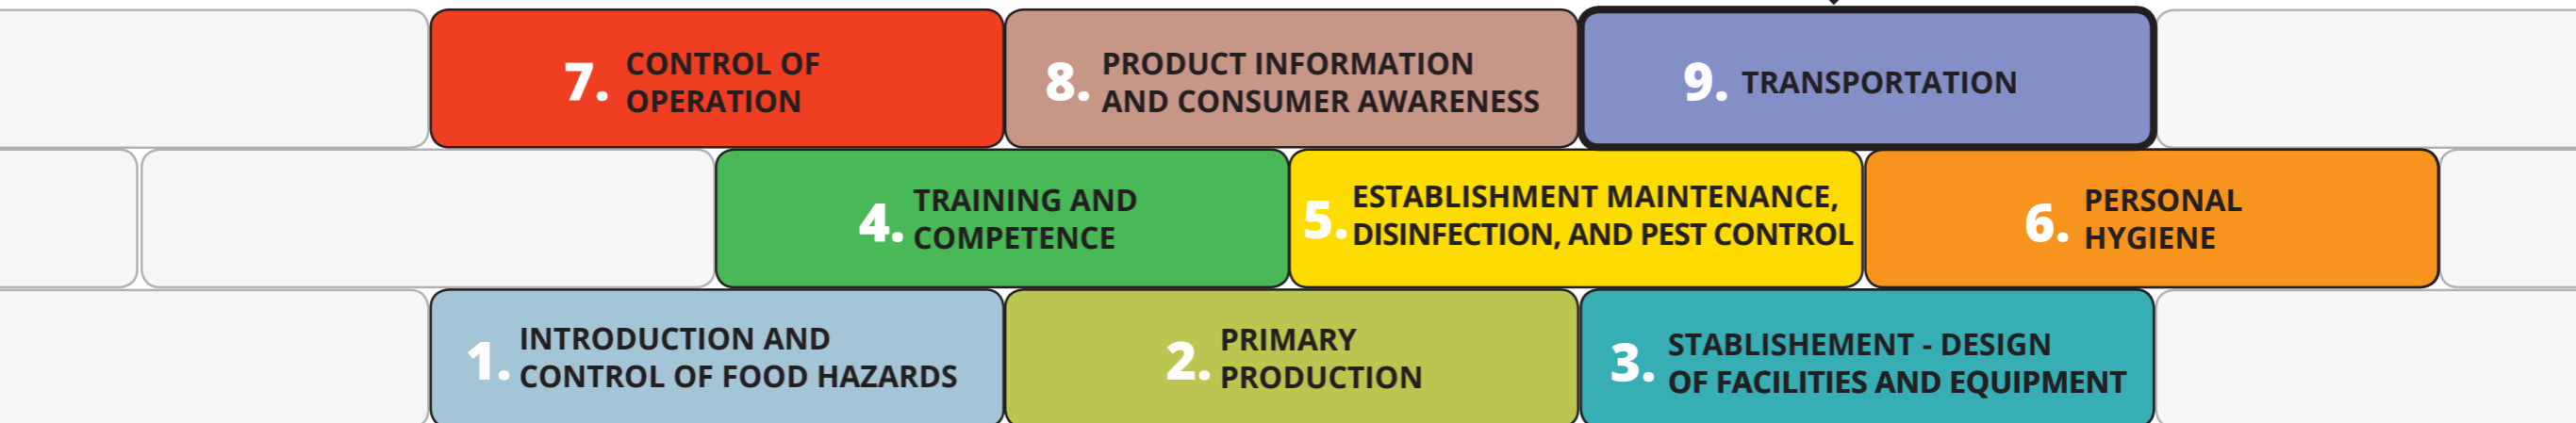 7. CONTROL OF
OPERATION
8. PRODUCT INFORMATION
AND CONSUMER AWARENESS
9. TRANSPORTATION
4. TRAINING AND
COMPETENCE
5. ESTABLISHMENT MAINTENANCE,
DISINFECTION, AND PEST CONTROL
6. PERSONAL
HYGIENE
1. INTRODUCTION AND
CONTROL OF FOOD HAZARDS
2. PRIMARY
PRODUCTION
3. STABLISHEMENT - DESIGN
OF FACILITIES AND EQUIPMENT